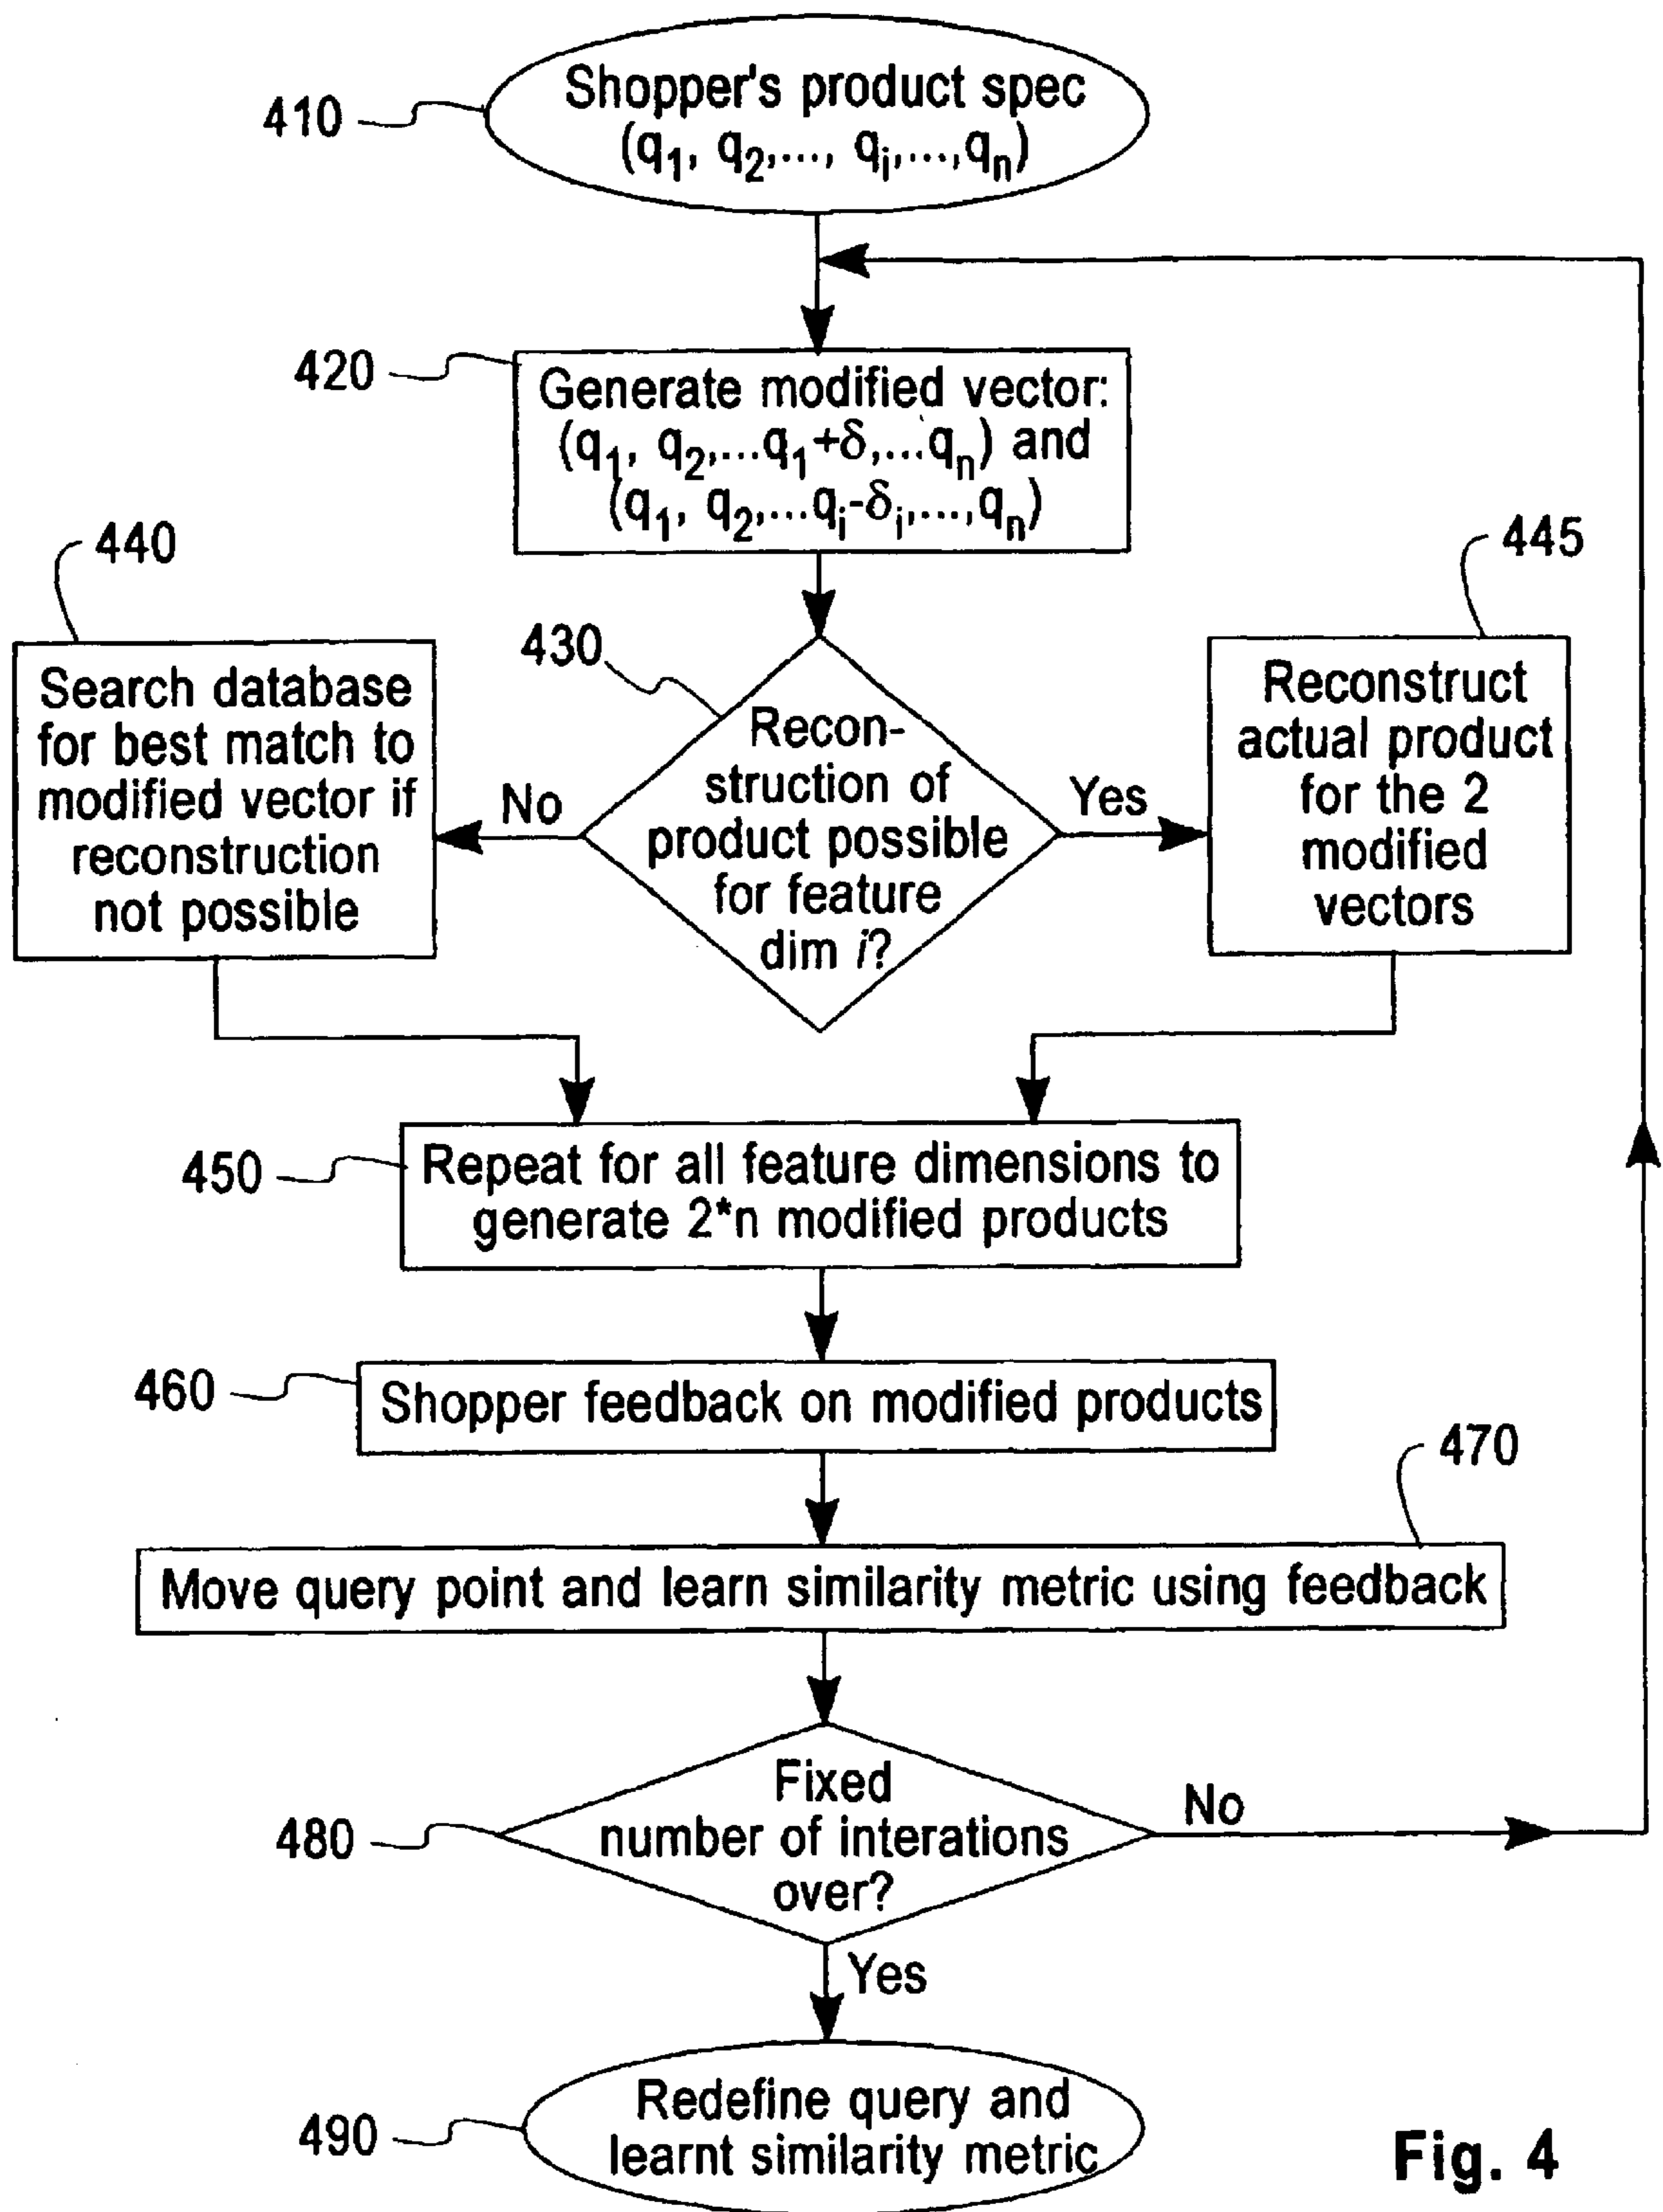 Shopper's product spec
(q₁, q₂,..., qᵢ,...,qₙ)
410
420
Generate modified vector:
(q₁, q₂,...q₁+δ,...qₙ) and
(q₁, q₂,...qᵢ-δᵢ,...,qₙ)
440
445
430
Search database
for best match to
modified vector if
reconstruction
not possible
No
Recon-
struction of
product possible
for feature
dim i?
Yes
Reconstruct
actual product
for the 2
modified
vectors
450
Repeat for all feature dimensions to
generate 2*n modified products
460
Shopper feedback on modified products
470
Move query point and learn similarity metric using feedback
480
Fixed
number of interations
over?
No
Yes
490
Redefine query and
learnt similarity metric
Fig. 4